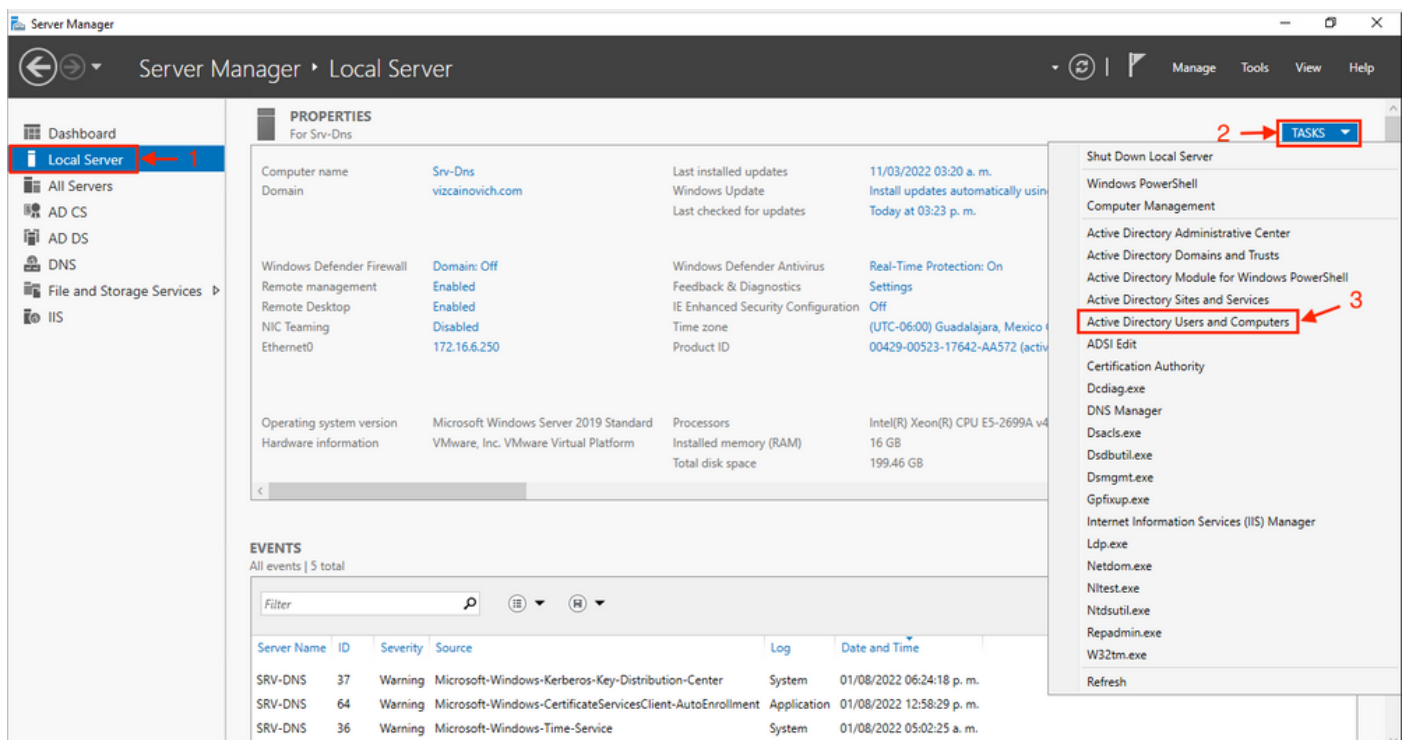 Server Manager
Server Manager ‣ Local Server
Manage Tools View Help
Dashboard
Local Server
1
All Servers
AD CS
AD DS
DNS
File and Storage Services
IIS
PROPERTIES
For Srv-Dns
2
TASKS
Computer name Srv-Dns
Domain vizcainovich.com
Last installed updates 11/03/2022 03:20 a. m.
Windows Update Install updates automatically usin
Last checked for updates Today at 03:23 p. m.
Windows Defender Firewall Domain: Off
Remote management Enabled
Remote Desktop Enabled
NIC Teaming Disabled
Ethernet0 172.16.6.250
Windows Defender Antivirus Real-Time Protection: On
Feedback & Diagnostics Settings
IE Enhanced Security Configuration Off
Time zone (UTC-06:00) Guadalajara, Mexico
Product ID 00429-00523-17642-AA572 (activ
Operating system version Microsoft Windows Server 2019 Standard
Hardware information VMware, Inc. VMware Virtual Platform
Processors Intel(R) Xeon(R) CPU E5-2699A v4
Installed memory (RAM) 16 GB
Total disk space 199.46 GB
Shut Down Local Server
Windows PowerShell
Computer Management
Active Directory Administrative Center
Active Directory Domains and Trusts
Active Directory Module for Windows PowerShell
Active Directory Sites and Services
Active Directory Users and Computers
3
ADSI Edit
Certification Authority
Dcdiag.exe
DNS Manager
Dsacls.exe
Dsdbutil.exe
Dsmgmt.exe
Gpfixup.exe
Internet Information Services (IIS) Manager
Ldp.exe
Netdom.exe
Nltest.exe
Ntdsutil.exe
Repadmin.exe
W32tm.exe
Refresh
EVENTS
All events | 5 total
Filter
Server Name ID Severity Source Log Date and Time
SRV-DNS 37 Warning Microsoft-Windows-Kerberos-Key-Distribution-Center System 01/08/2022 06:24:18 p. m.
SRV-DNS 64 Warning Microsoft-Windows-CertificateServicesClient-AutoEnrollment Application 01/08/2022 12:58:29 p. m.
SRV-DNS 36 Warning Microsoft-Windows-Time-Service System 01/08/2022 05:02:25 a. m.